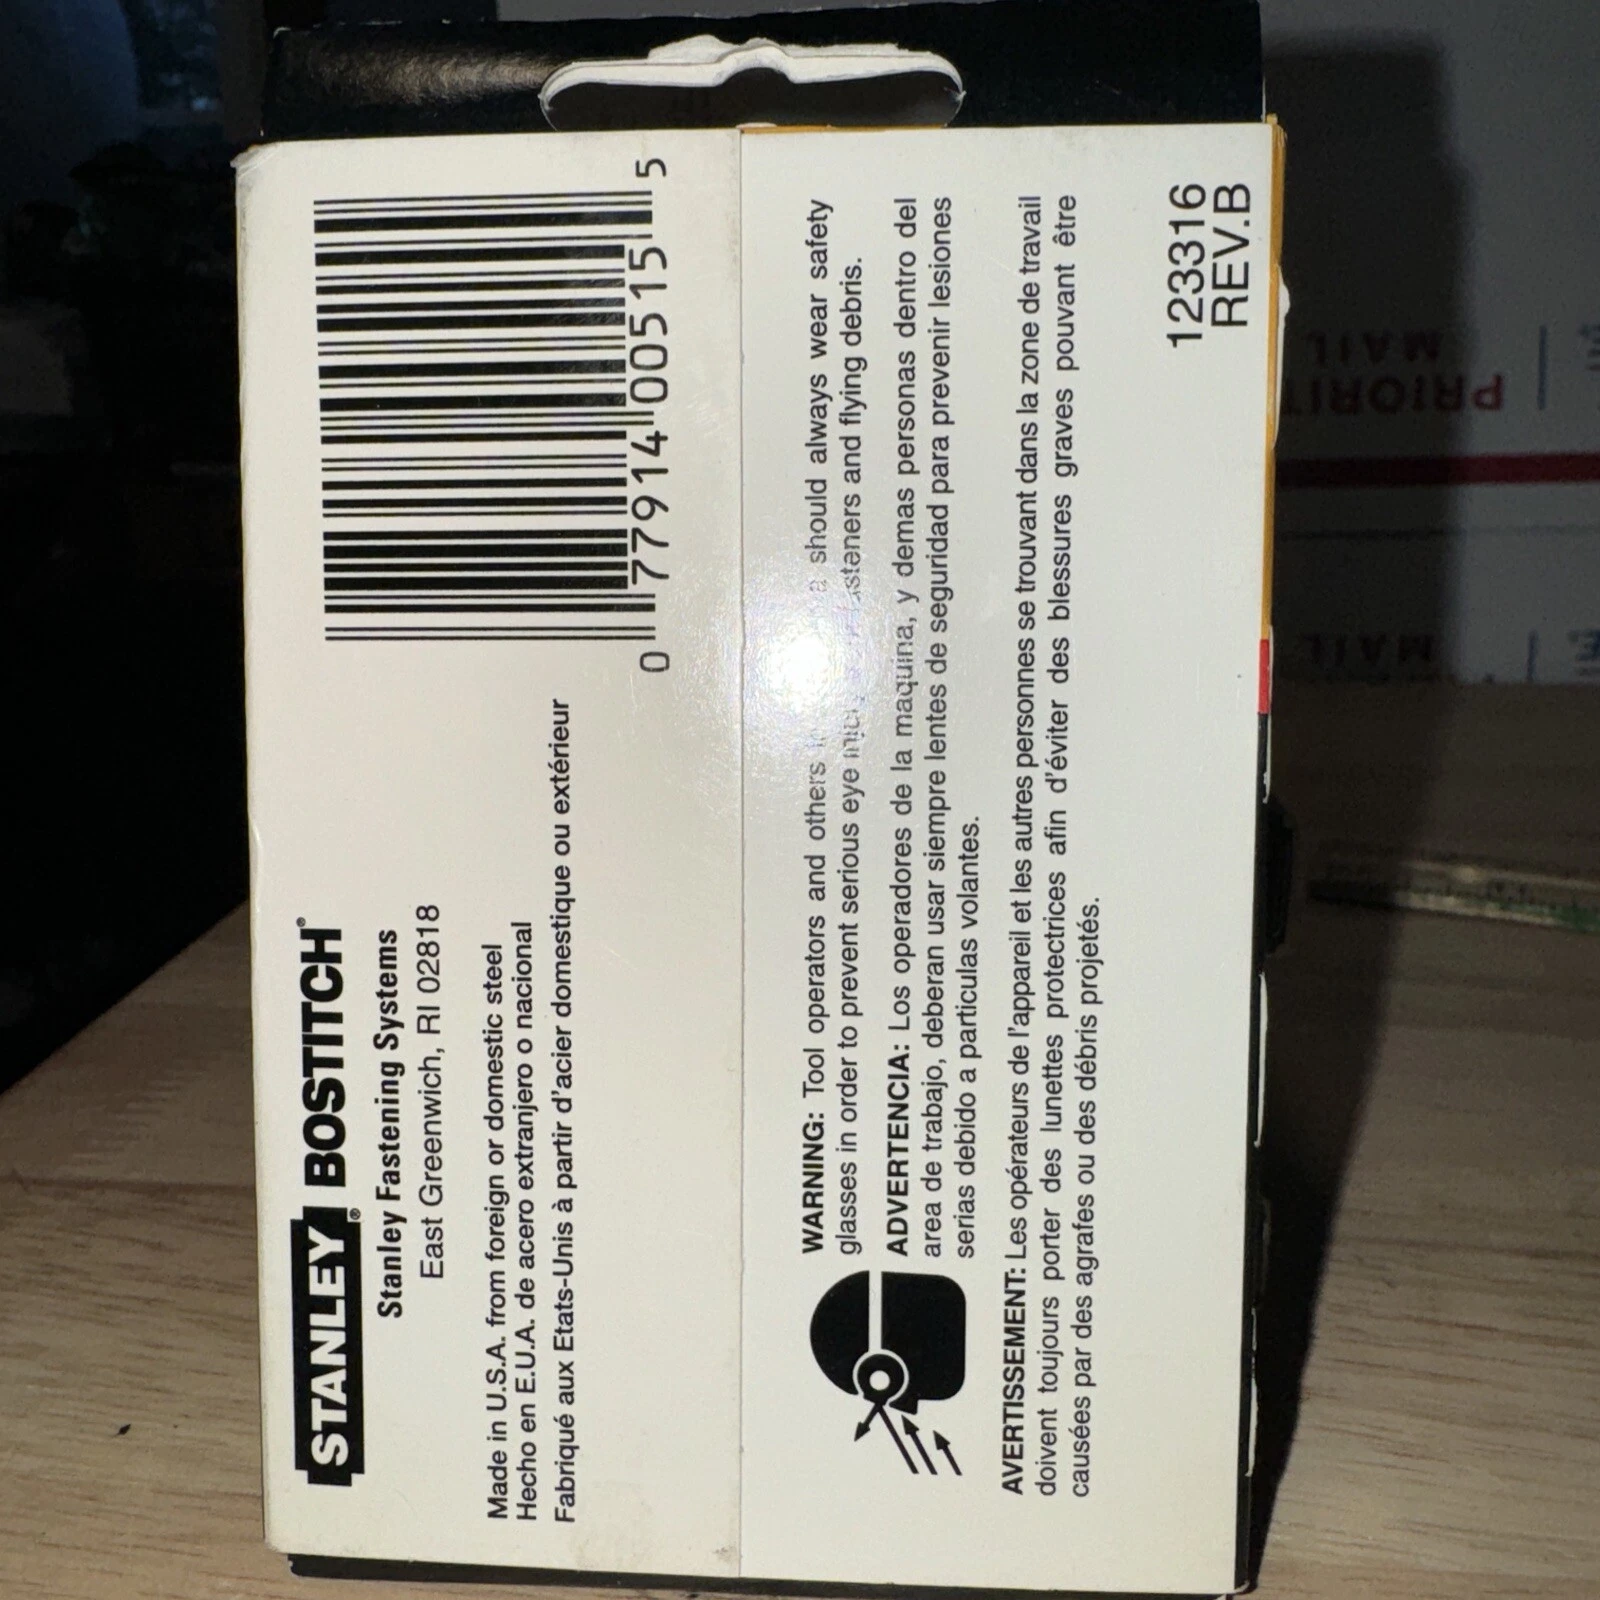 STANLEY® BOSTITCH®
Stanley Fastening Systems
East Greenwich, RI 02818
Made in U.S.A. from foreign or domestic steel
Hecho en E.U.A. de acero extranjero o nacional
Fabriqué aux Etats-Unis à partir d'acier domestique ou extérieur
0 77914 00515 5
WARNING: Tool operators and others should always wear safety
glasses in order to prevent serious eye and flying debris.
ADVERTENCIA: Los operadores de la maquina, y demas personas dentro del
area de trabajo, deberan usar siempre lentes de seguridad para prevenir lesiones
serias debido a particulas volantes.
AVERTISSEMENT: Les opérateurs de l'appareil et les autres personnes se trouvant dans la zone de travail
doivent toujours porter des lunettes protectrices afin d'éviter des blessures graves pouvant être
causées par des agrafes ou des débris projetés.
123316
REV.B
PRIORIT
MAIL
MAIL